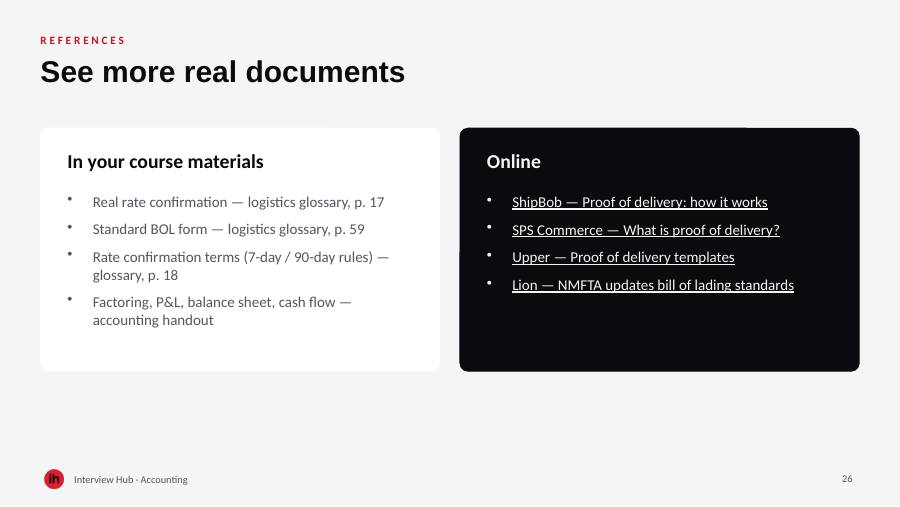 REFERENCES
See more real documents
In your course materials
• Real rate confirmation — logistics glossary, p. 17
• Standard BOL form — logistics glossary, p. 59
• Rate confirmation terms (7-day / 90-day rules) —
glossary, p. 18
• Factoring, P&L, balance sheet, cash flow —
accounting handout
Online
• ShipBob — Proof of delivery: how it works
• SPS Commerce — What is proof of delivery?
• Upper — Proof of delivery templates
• Lion — NMFTA updates bill of lading standards
ih Interview Hub · Accounting
26